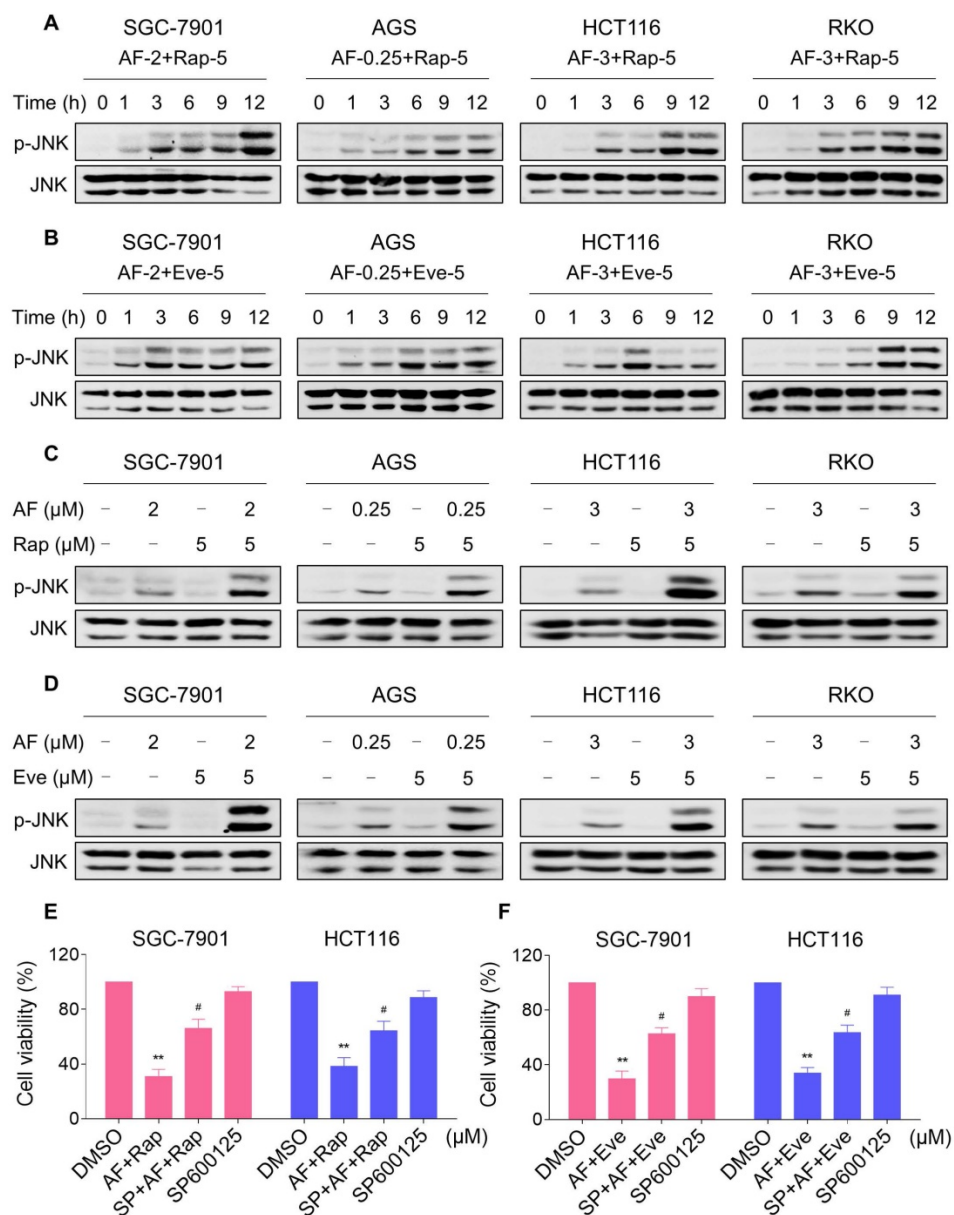 A
SGC-7901 AGS HCT116 RKO
AF-2+Rap-5 AF-0.25+Rap-5 AF-3+Rap-5 AF-3+Rap-5
Time (h) 0 1 3 6 9 12 0 1 3 6 9 12 0 1 3 6 9 12 0 1 3 6 9 12
p-JNK
JNK
B
SGC-7901 AGS HCT116 RKO
AF-2+Eve-5 AF-0.25+Eve-5 AF-3+Eve-5 AF-3+Eve-5
Time (h) 0 1 3 6 9 12 0 1 3 6 9 12 0 1 3 6 9 12 0 1 3 6 9 12
p-JNK
JNK
C
SGC-7901 AGS HCT116 RKO
AF (μM) – 2 – 2 – 0.25 – 0.25 – 3 – 3 – 3 – 3
Rap (μM) – – 5 5 – – 5 5 – – 5 5 – – 5 5
p-JNK
JNK
D
SGC-7901 AGS HCT116 RKO
AF (μM) – 2 – 2 – 0.25 – 0.25 – 3 – 3 – 3 – 3
Eve (μM) – – 5 5 – – 5 5 – – 5 5 – – 5 5
p-JNK
JNK
E
SGC-7901 HCT116
Cell viability (%)
120
80
40
0
** # ** #
DMSO AF+Rap SP+AF+Rap SP600125 DMSO AF+Rap SP+AF+Rap SP600125
F
SGC-7901 HCT116
Cell viability (%)
120
80
40
0
** # ** #
DMSO AF+Eve SP+AF+Eve SP600125 DMSO AF+Eve SP+AF+Eve SP600125 (μM)